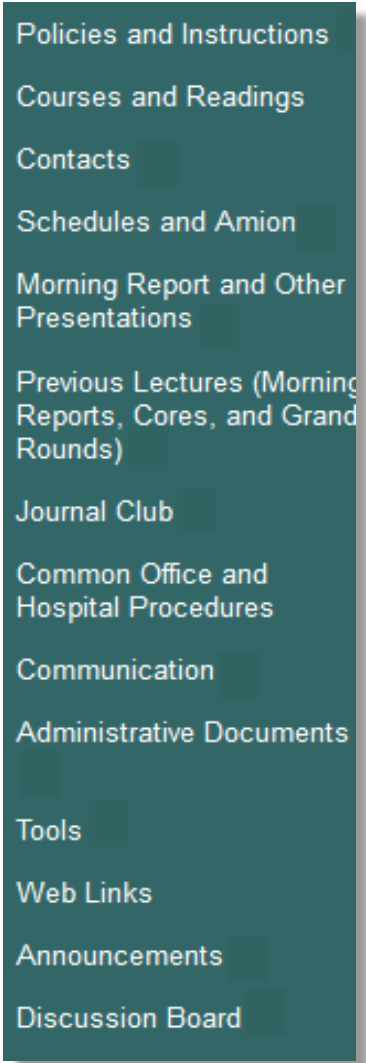 Policies and Instructions
Courses and Readings
Contacts
Schedules and Amion
Morning Report and Other
Presentations
Previous Lectures (Morning
Reports, Cores, and Grand
Rounds)
Journal Club
Common Office and
Hospital Procedures
Communication
Administrative Documents
Tools
Web Links
Announcements
Discussion Board